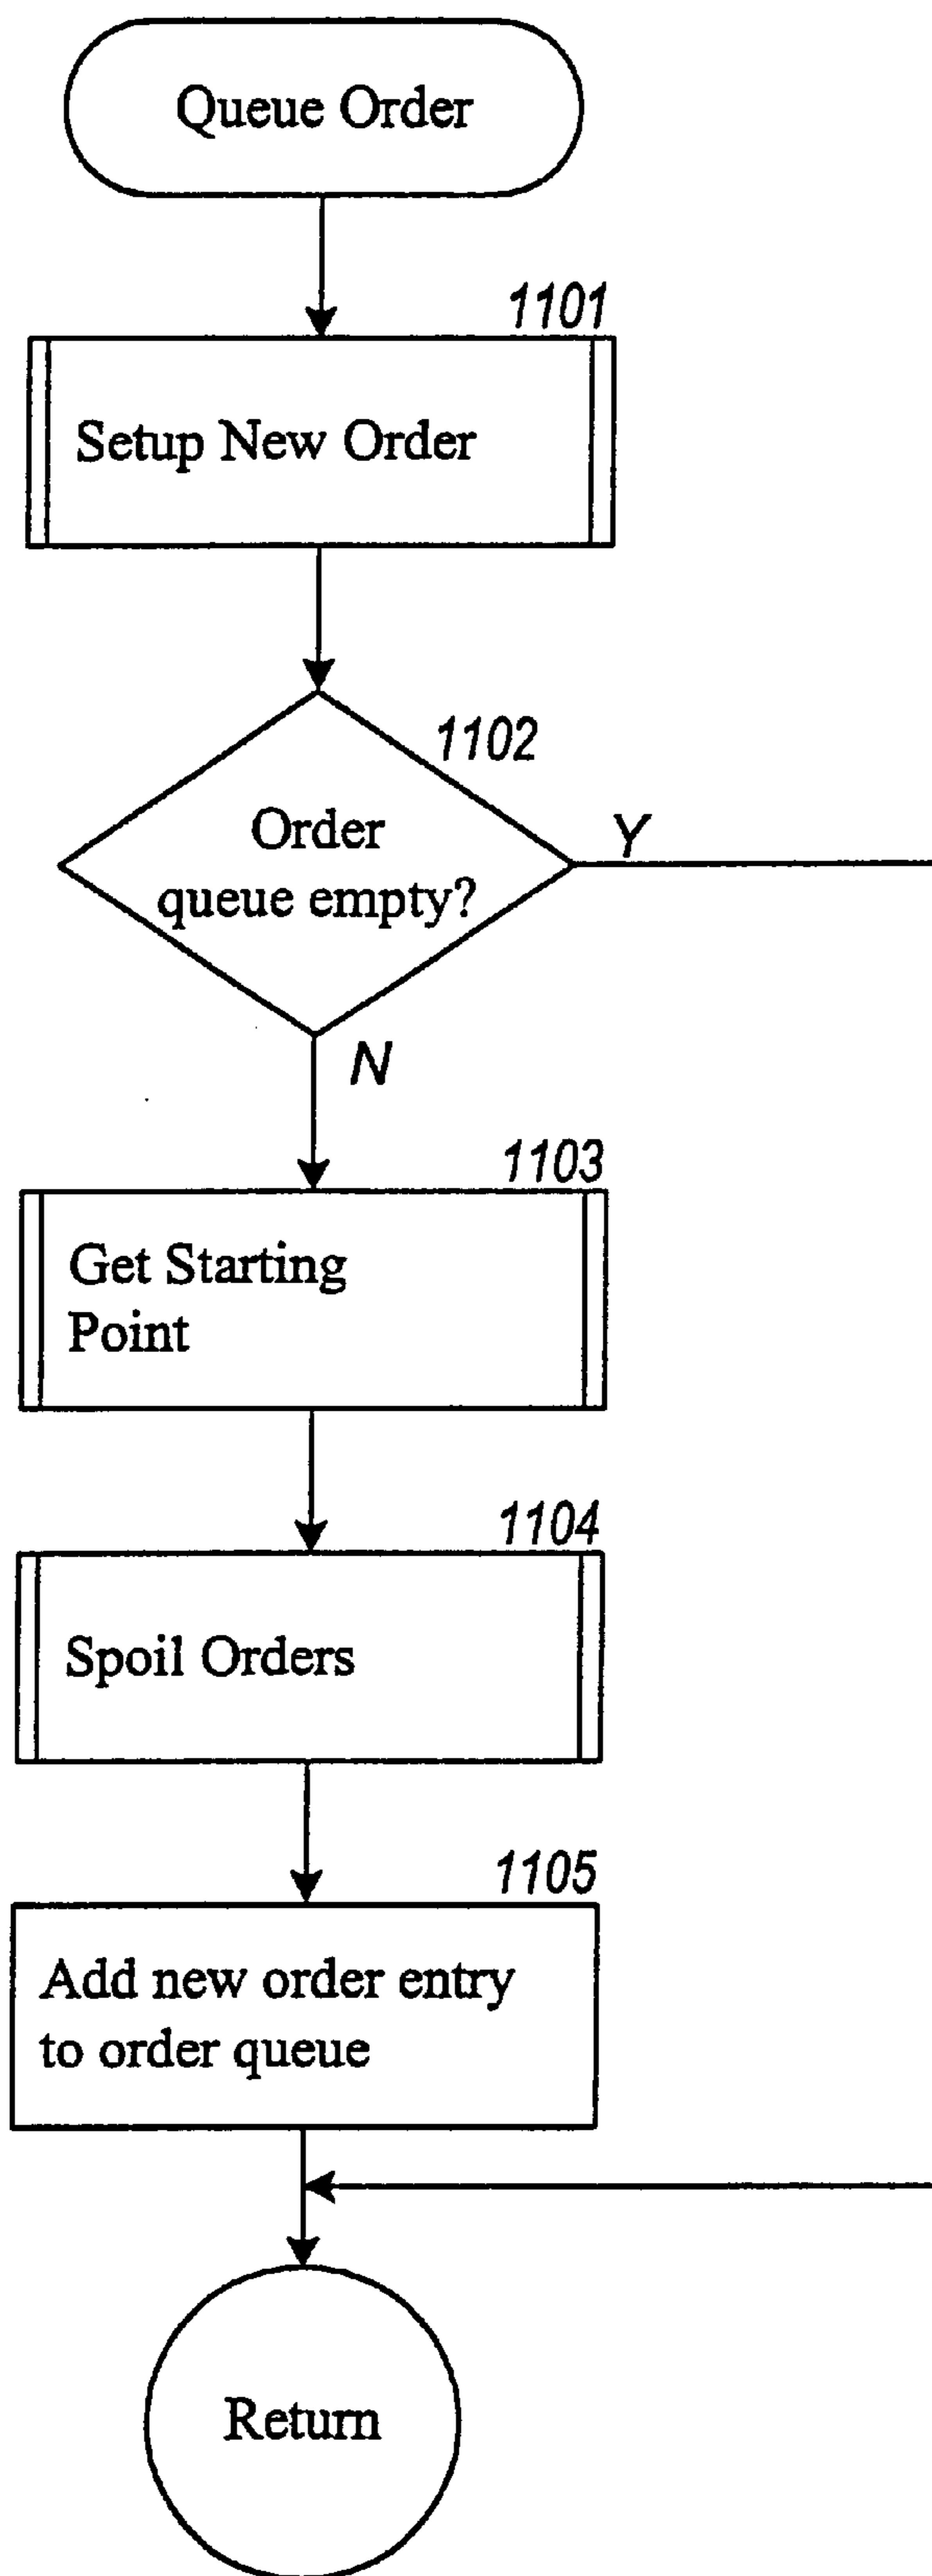 Queue Order
1101
Setup New Order
1102
Order
queue empty?
Y
N
1103
Get Starting
Point
1104
Spoil Orders
1105
Add new order entry
to order queue
Return